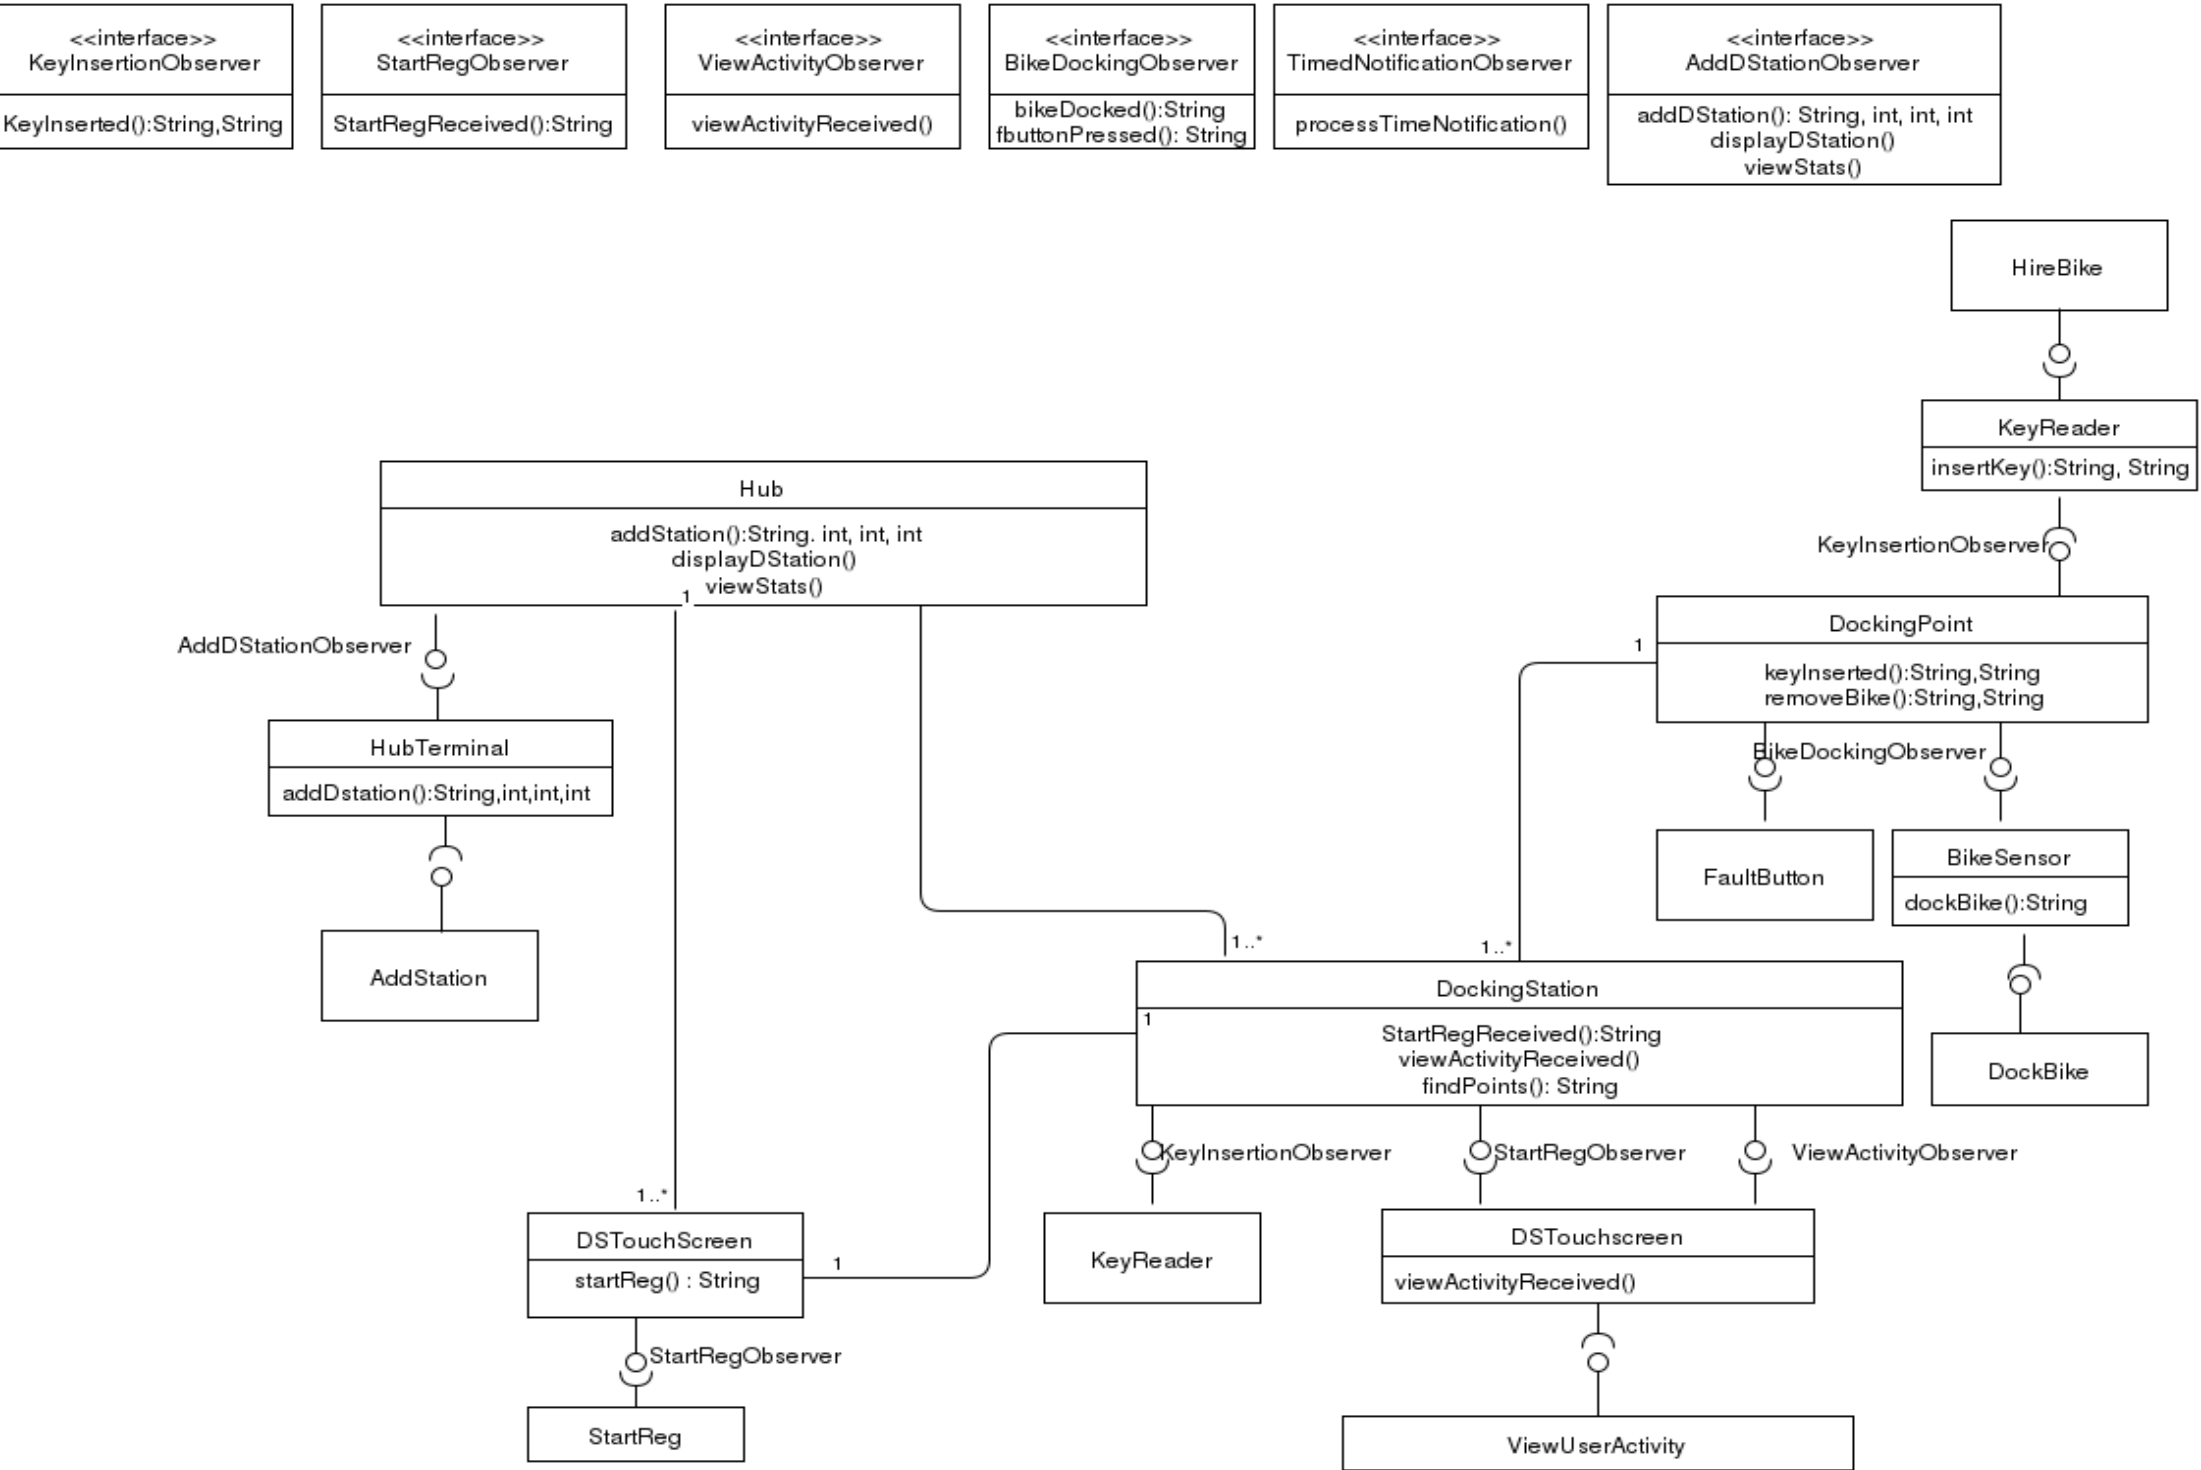 <<interface>>
KeyInsertionObserver
KeyInserted():String,String
<<interface>>
StartRegObserver
StartRegReceived():String
<<interface>>
ViewActivityObserver
viewActivityReceived()
<<interface>>
BikeDockingObserver
bikeDocked():String
fbuttonPressed(): String
<<interface>>
TimedNotificationObserver
processTimeNotification()
<<interface>>
AddDStationObserver
addDStation(): String, int, int, int
displayDStation()
viewStats()
HireBike
KeyReader
insertKey():String, String
KeyInsertionObserver
Hub
addStation():String. int, int, int
displayDStation()
viewStats()
1
AddDStationObserver
HubTerminal
addDstation():String,int,int,int
AddStation
DockingPoint
keyInserted():String,String
removeBike():String,String
1
BikeDockingObserver
FaultButton
BikeSensor
dockBike():String
DockBike
1..*
1..*
DockingStation
1
StartRegReceived():String
viewActivityReceived()
findPoints(): String
KeyInsertionObserver
StartRegObserver
ViewActivityObserver
1..*
DSTouchScreen
startReg() : String
1
KeyReader
DSTouchscreen
viewActivityReceived()
StartRegObserver
StartReg
ViewUserActivity